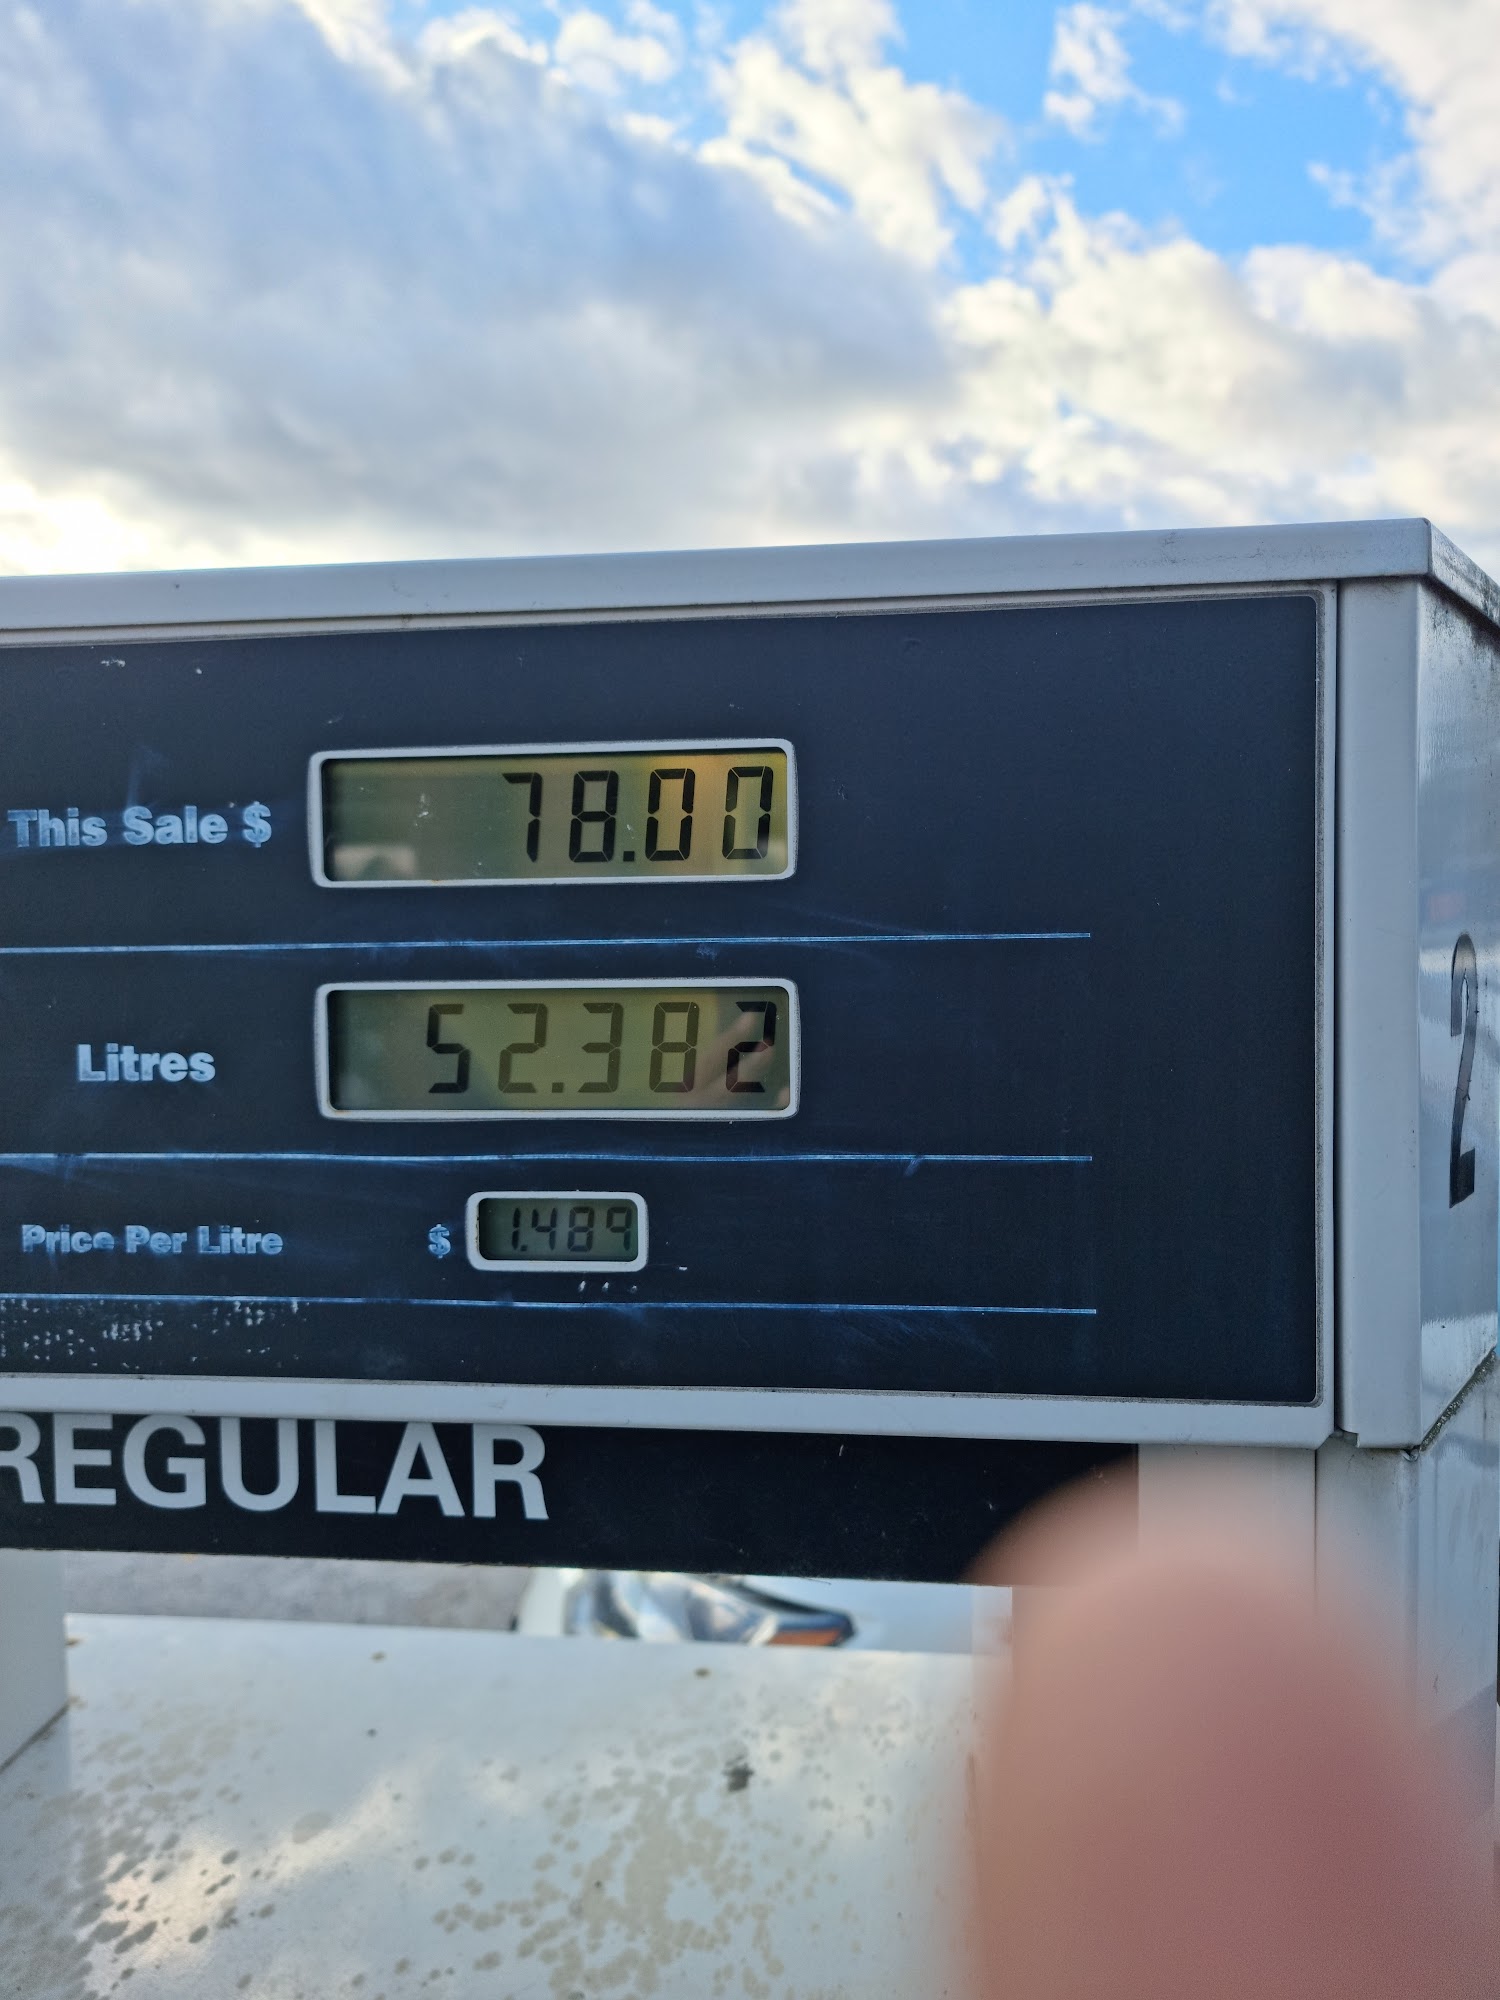 This Sale $ 78.00
Litres 52.382
Price Per Litre $ 1.489
REGULAR
2